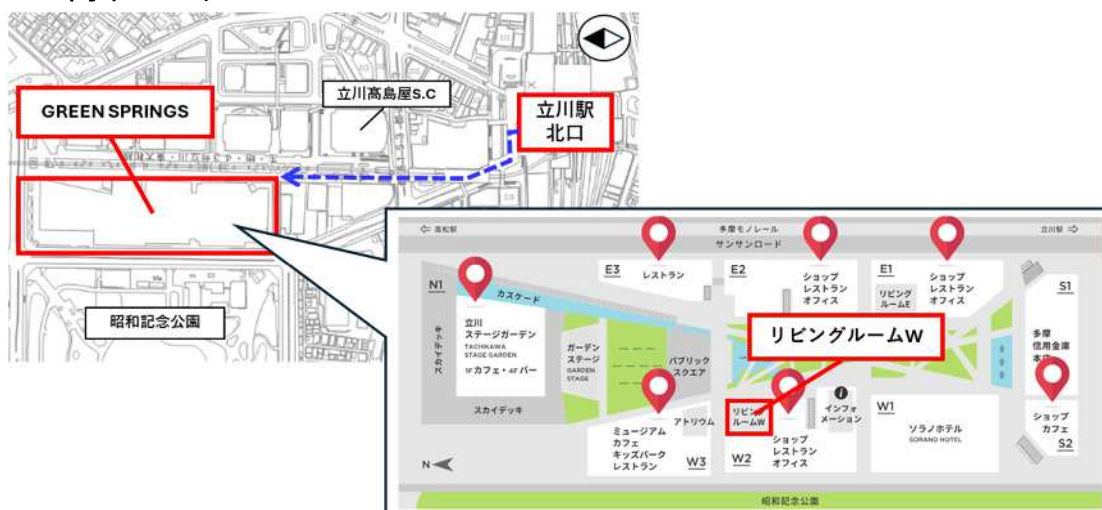 GREEN SPRINGS
立川髙島屋S.C
立川駅
北口
昭和記念公園
⇦ 高松駅
多摩モノレール
立川駅 ⇨
サンサンロード
N1
カスケード
E3
レストラン
E2
ショップ
レストラン
オフィス
E1
リビング
ルームE
ショップ
レストラン
オフィス
S1
スカイデッキ
立川
ステージガーデン
TACHIKAWA
STAGE GARDEN
1F カフェ・4F バー
ガーデン
ステージ
GARDEN
STAGE
パブリック
スクエア
リビングルームW
多摩
信用金庫
本店
スカイデッキ
アトリウム
リビング
ルームW
インフォ
メーション
W1
ソラノホテル
SORANO HOTEL
ショップ
カフェ
S2
ミュージアム
カフェ
キッズパーク
レストラン
W3
W2
ショップ
レストラン
オフィス
N
昭和記念公園